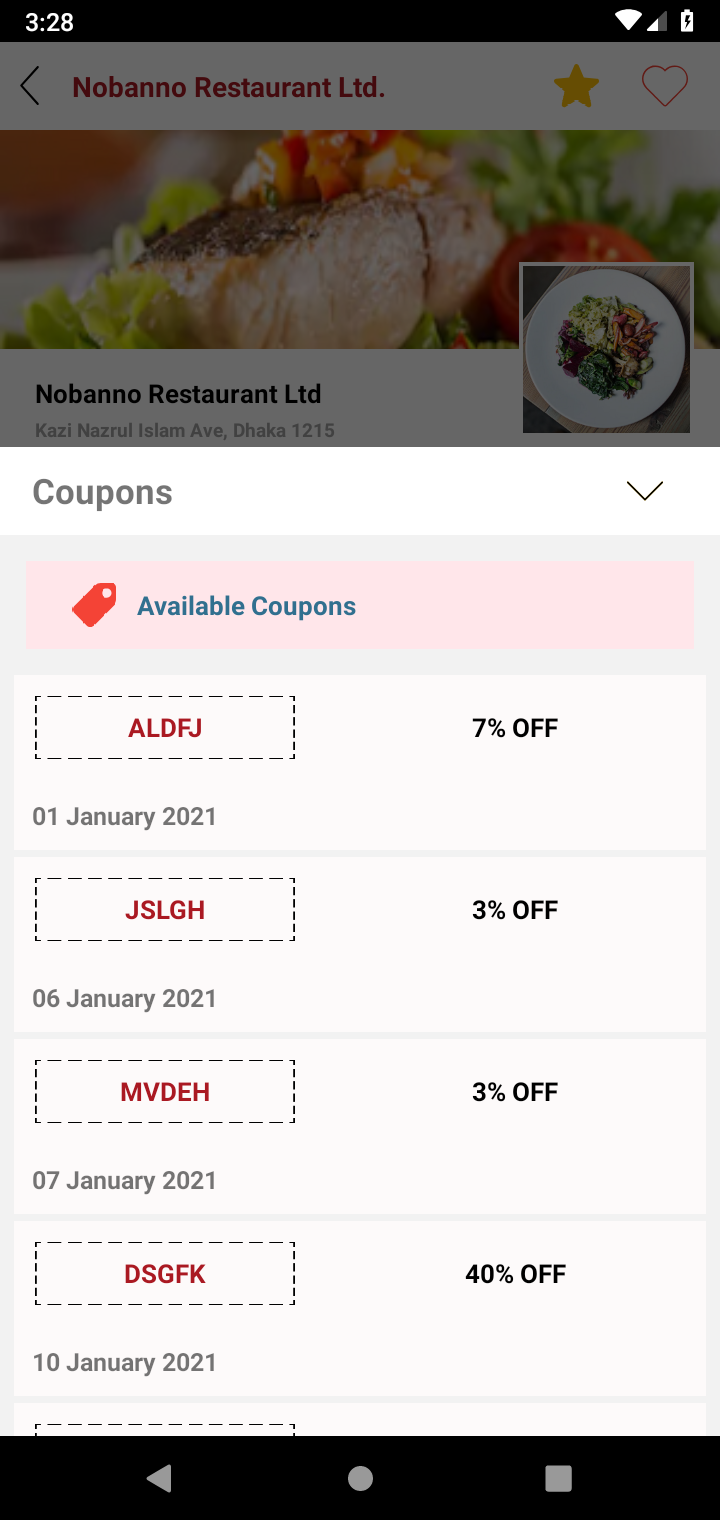 3:28
Nobanno Restaurant Ltd.
Nobanno Restaurant Ltd
Kazi Nazrul Islam Ave, Dhaka 1215
Coupons
Available Coupons
ALDFJ 7% OFF
01 January 2021
JSLGH 3% OFF
06 January 2021
MVDEH 3% OFF
07 January 2021
DSGFK 40% OFF
10 January 2021